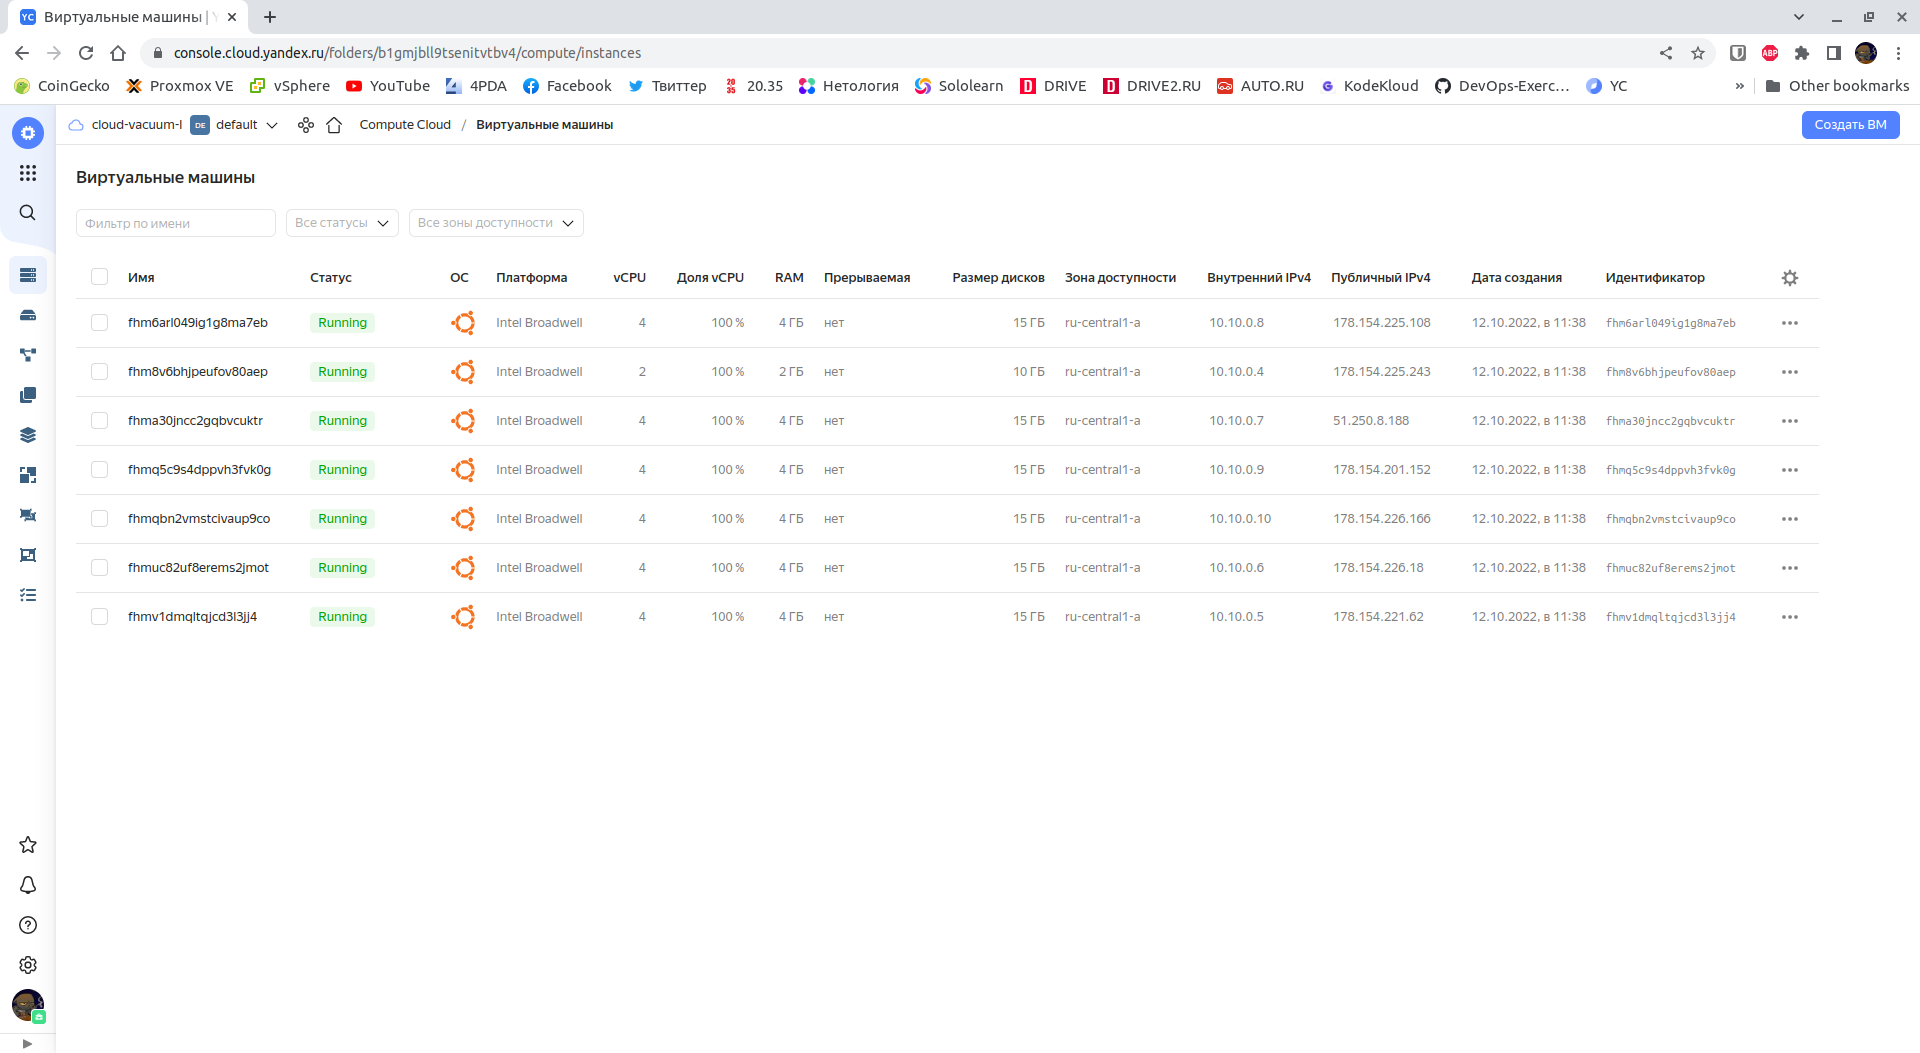 YC Виртуальные машины | Y
console.cloud.yandex.ru/folders/b1gmjbll9tsenitvtbv4/compute/instances
ABP
CoinGecko Proxmox VE vSphere YouTube 4PDA Facebook Твиттер 20 35 20.35 Нетология Sololearn D DRIVE D DRIVE2.RU AUTO.RU G KodeKloud DevOps-Exerc... YC » Other bookmarks
cloud-vacuum-l DE default Compute Cloud / Виртуальные машины Создать ВМ
Виртуальные машины
Фильтр по имени Все статусы Все зоны доступности
Имя Статус ОС Платформа vCPU Доля vCPU RAM Прерываемая Размер дисков Зона доступности Внутренний IPv4 Публичный IPv4 Дата создания Идентификатор
fhm6arl049ig1g8ma7eb Running Intel Broadwell 4 100 % 4 ГБ нет 15 ГБ ru-central1-a 10.10.0.8 178.154.225.108 12.10.2022, в 11:38 fhm6arl049ig1g8ma7eb
fhm8v6bhjpeufov80aep Running Intel Broadwell 2 100 % 2 ГБ нет 10 ГБ ru-central1-a 10.10.0.4 178.154.225.243 12.10.2022, в 11:38 fhm8v6bhjpeufov80aep
fhma30jncc2gqbvcuktr Running Intel Broadwell 4 100 % 4 ГБ нет 15 ГБ ru-central1-a 10.10.0.7 51.250.8.188 12.10.2022, в 11:38 fhma30jncc2gqbvcuktr
fhmq5c9s4dppvh3fvk0g Running Intel Broadwell 4 100 % 4 ГБ нет 15 ГБ ru-central1-a 10.10.0.9 178.154.201.152 12.10.2022, в 11:38 fhmq5c9s4dppvh3fvk0g
fhmqbn2vmstcivaup9co Running Intel Broadwell 4 100 % 4 ГБ нет 15 ГБ ru-central1-a 10.10.0.10 178.154.226.166 12.10.2022, в 11:38 fhmqbn2vmstcivaup9co
fhmuc82uf8erems2jmot Running Intel Broadwell 4 100 % 4 ГБ нет 15 ГБ ru-central1-a 10.10.0.6 178.154.226.18 12.10.2022, в 11:38 fhmuc82uf8erems2jmot
fhmv1dmqltqjcd3l3jj4 Running Intel Broadwell 4 100 % 4 ГБ нет 15 ГБ ru-central1-a 10.10.0.5 178.154.221.62 12.10.2022, в 11:38 fhmv1dmqltqjcd3l3jj4